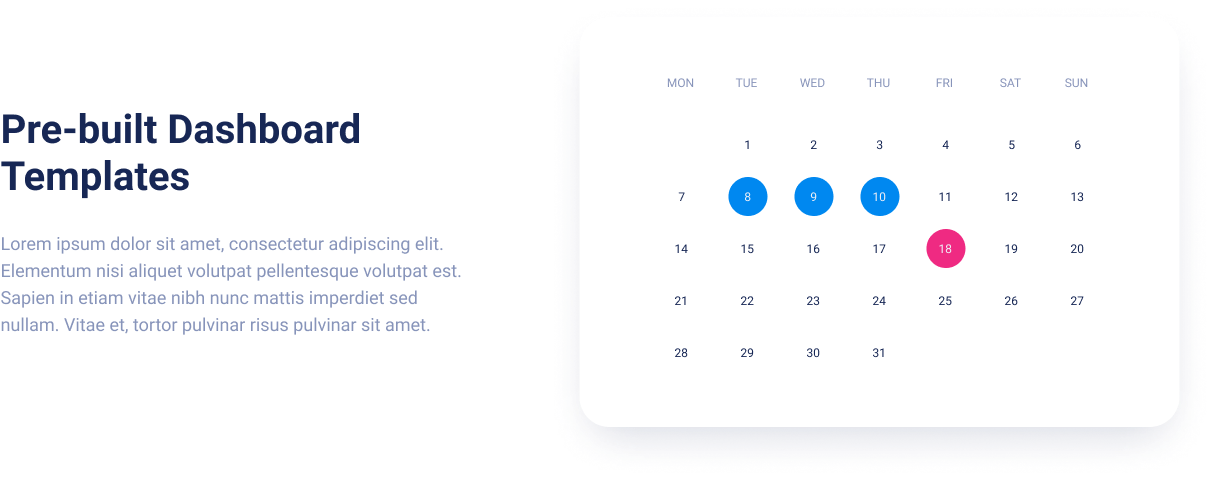 Pre-built Dashboard
Templates
Lorem ipsum dolor sit amet, consectetur adipiscing elit.
Elementum nisi aliquet volutpat pellentesque volutpat est.
Sapien in etiam vitae nibh nunc mattis imperdiet sed
nullam. Vitae et, tortor pulvinar risus pulvinar sit amet.
MON TUE WED THU FRI SAT SUN
1 2 3 4 5 6
7 8 9 10 11 12 13
14 15 16 17 18 19 20
21 22 23 24 25 26 27
28 29 30 31